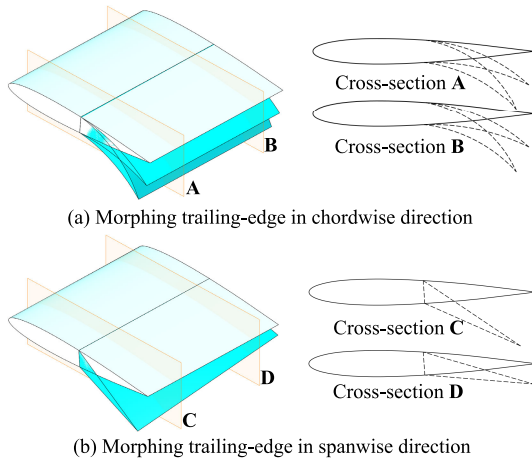 Cross-section A
B
Cross-section B
A
(a) Morphing trailing-edge in chordwise direction
Cross-section C
D
Cross-section D
C
(b) Morphing trailing-edge in spanwise direction